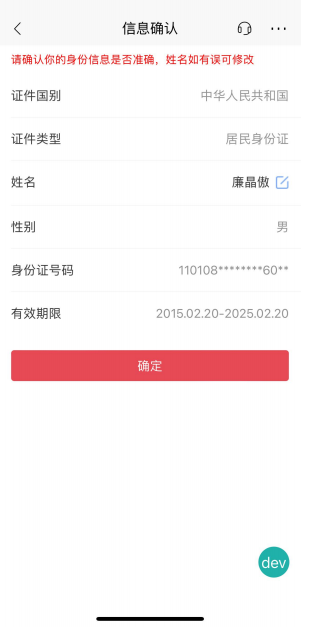 信息确认
请确认你的身份信息是否准确，姓名如有误可修改
证件国别 中华人民共和国
证件类型 居民身份证
姓名 廉晶傲
性别 男
身份证号码 110108********60**
有效期限 2015.02.20-2025.02.20
确定
dev